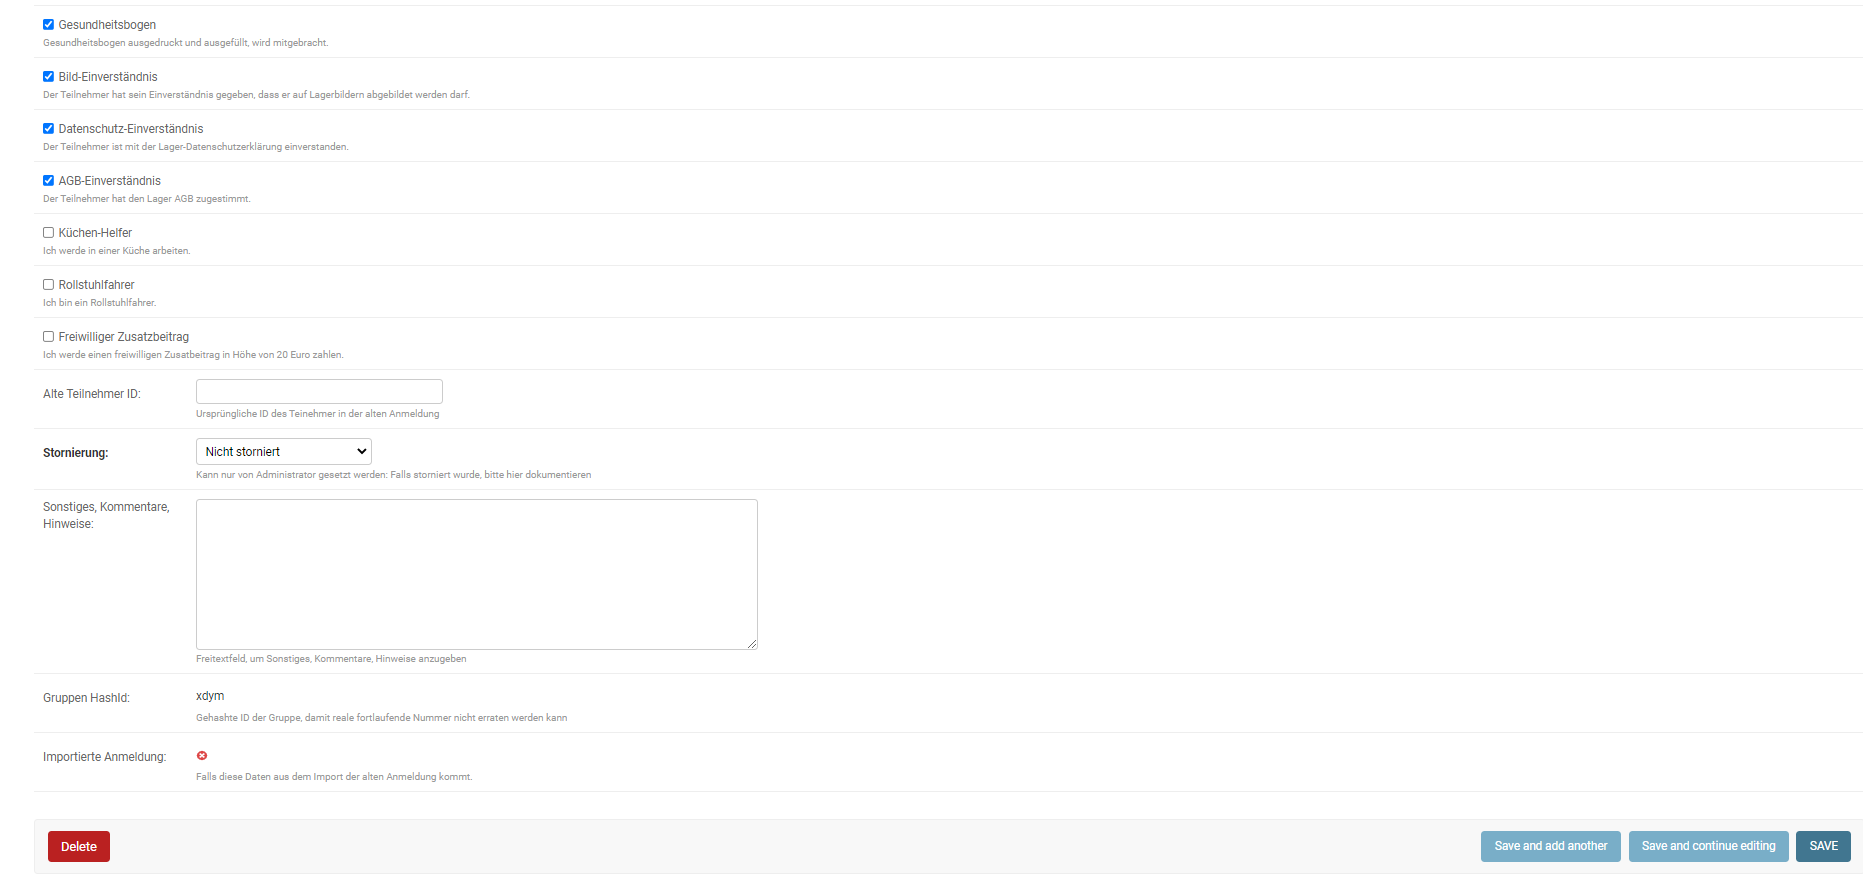 Gesundheitsbogen
Gesundheitsbogen ausgedruckt und ausgefüllt, wird mitgebracht.
Bild-Einverständnis
Der Teilnehmer hat sein Einverständnis gegeben, dass er auf Lagerbildern abgebildet werden darf.
Datenschutz-Einverständnis
Der Teilnehmer ist mit der Lager-Datenschutzerklärung einverstanden.
AGB-Einverständnis
Der Teilnehmer hat den Lager AGB zugestimmt.
Küchen-Helfer
Ich werde in einer Küche arbeiten.
Rollstuhlfahrer
Ich bin ein Rollstuhlfahrer.
Freiwilliger Zusatzbeitrag
Ich werde einen freiwilligen Zusatbeitrag in Höhe von 20 Euro zahlen.
Alte Teilnehmer ID:
Ursprüngliche ID des Teinehmer in der alten Anmeldung
Stornierung: Nicht storniert
Kann nur von Administrator gesetzt werden: Falls storniert wurde, bitte hier dokumentieren
Sonstiges, Kommentare,
Hinweise:
Freitextfeld, um Sonstiges, Kommentare, Hinweise anzugeben
Gruppen HashId: xdym
Gehashte ID der Gruppe, damit reale fortlaufende Nummer nicht erraten werden kann
Importierte Anmeldung:
Falls diese Daten aus dem Import der alten Anmeldung kommt.
Delete Save and add another Save and continue editing SAVE